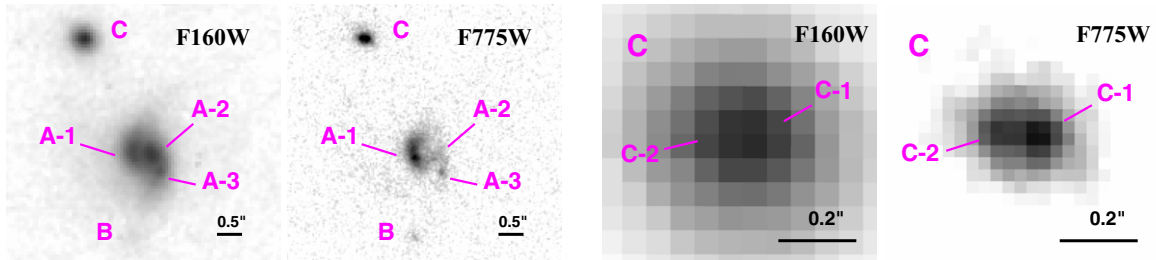 C
F160W
A-2
A-1
A-3
B
0.5"
C
F775W
A-2
A-1
A-3
B
0.5"
C
F160W
C-1
C-2
0.2"
C
F775W
C-1
C-2
0.2"